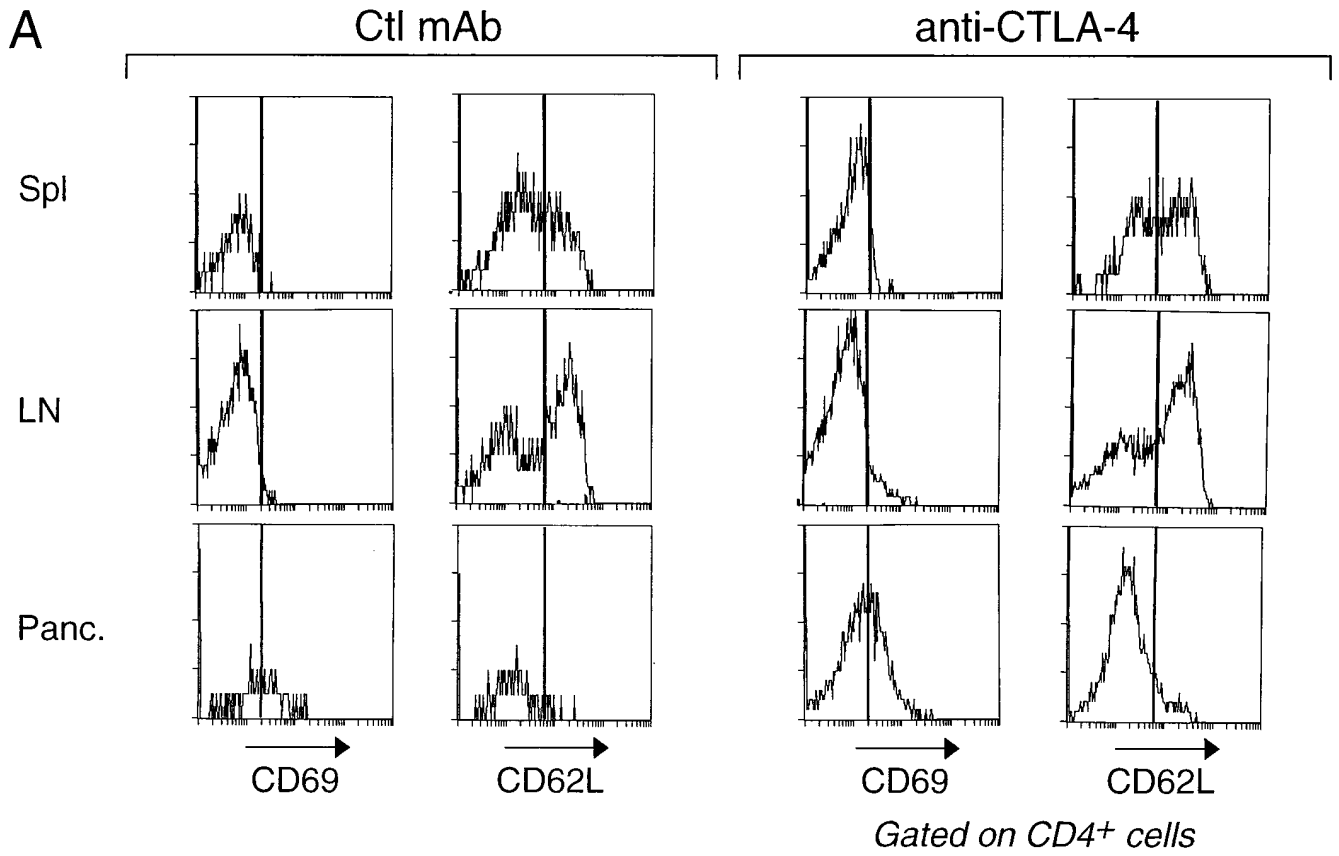 A
Ctl mAb
anti-CTLA-4
Spl
LN
Panc.
CD69
CD62L
CD69
CD62L
Gated on CD4+ cells